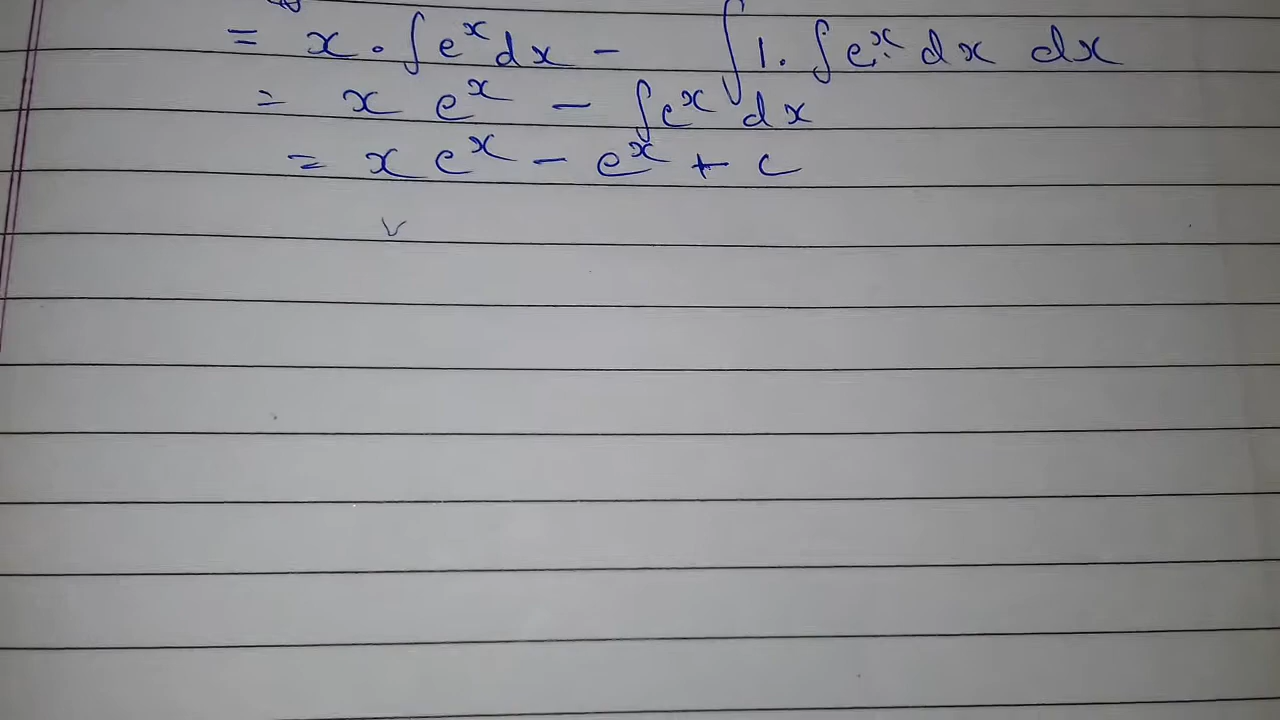 = x . ∫e^x dx - ∫1. ∫e^x dx dx
= x e^x - ∫e^x dx
= x e^x - e^x + c